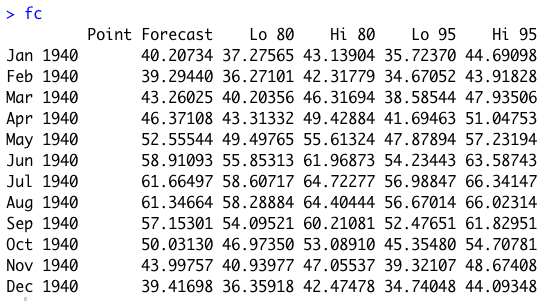 > fc
Point Forecast Lo 80 Hi 80 Lo 95 Hi 95
Jan 1940 40.20734 37.27565 43.13904 35.72370 44.69098
Feb 1940 39.29440 36.27101 42.31779 34.67052 43.91828
Mar 1940 43.26025 40.20356 46.31694 38.58544 47.93506
Apr 1940 46.37108 43.31332 49.42884 41.69463 51.04753
May 1940 52.55544 49.49765 55.61324 47.87894 57.23194
Jun 1940 58.91093 55.85313 61.96873 54.23443 63.58743
Jul 1940 61.66497 58.60717 64.72277 56.98847 66.34147
Aug 1940 61.34664 58.28884 64.40444 56.67014 66.02314
Sep 1940 57.15301 54.09521 60.21081 52.47651 61.82951
Oct 1940 50.03130 46.97350 53.08910 45.35480 54.70781
Nov 1940 43.99757 40.93977 47.05537 39.32107 48.67408
Dec 1940 39.41698 36.35918 42.47478 34.74048 44.09348